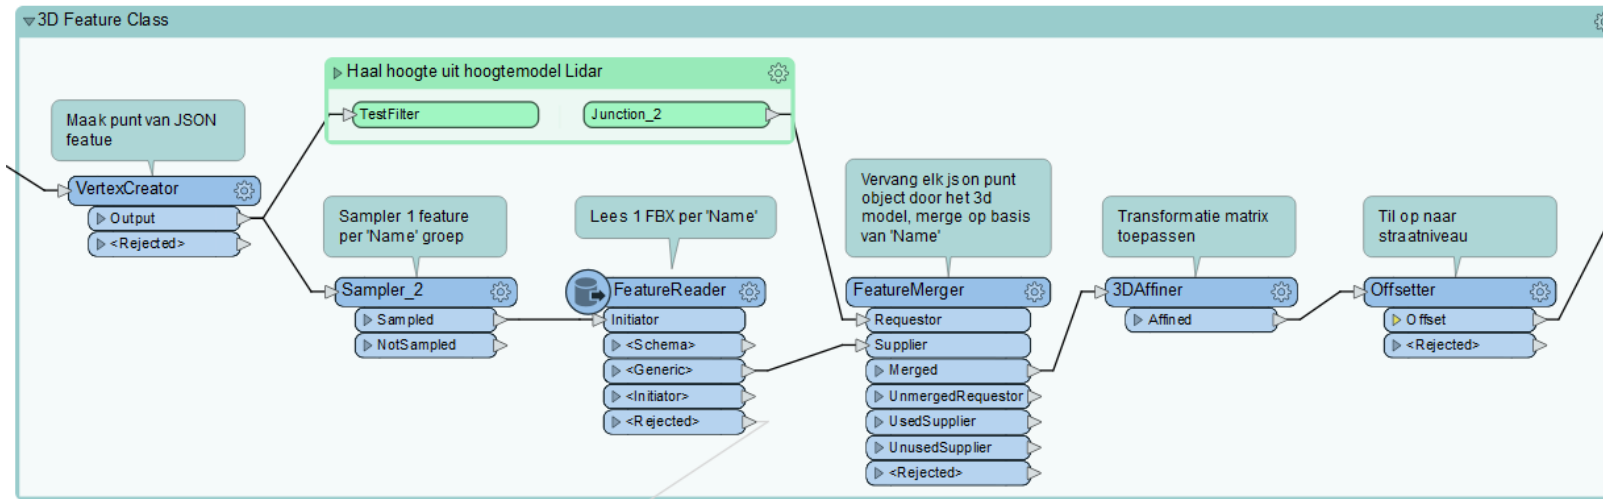 3D Feature Class
Haal hoogte uit hoogtemodel Lidar
TestFilter
Junction_2
Maak punt van JSON
featue
VertexCreator
Output
<Rejected>
Sampler 1 feature
per 'Name' groep
Sampler_2
Sampled
NotSampled
Lees 1 FBX per 'Name'
FeatureReader
Initiator
<Schema>
<Generic>
<Initiator>
<Rejected>
Vervang elk json punt
object door het 3d
model, merge op basis
van 'Name'
FeatureMerger
Requestor
Supplier
Merged
UnmergedRequestor
UsedSupplier
UnusedSupplier
<Rejected>
Transformatie matrix
toepassen
3DAffiner
Affined
Til op naar
straatniveau
Offsetter
Offset
<Rejected>